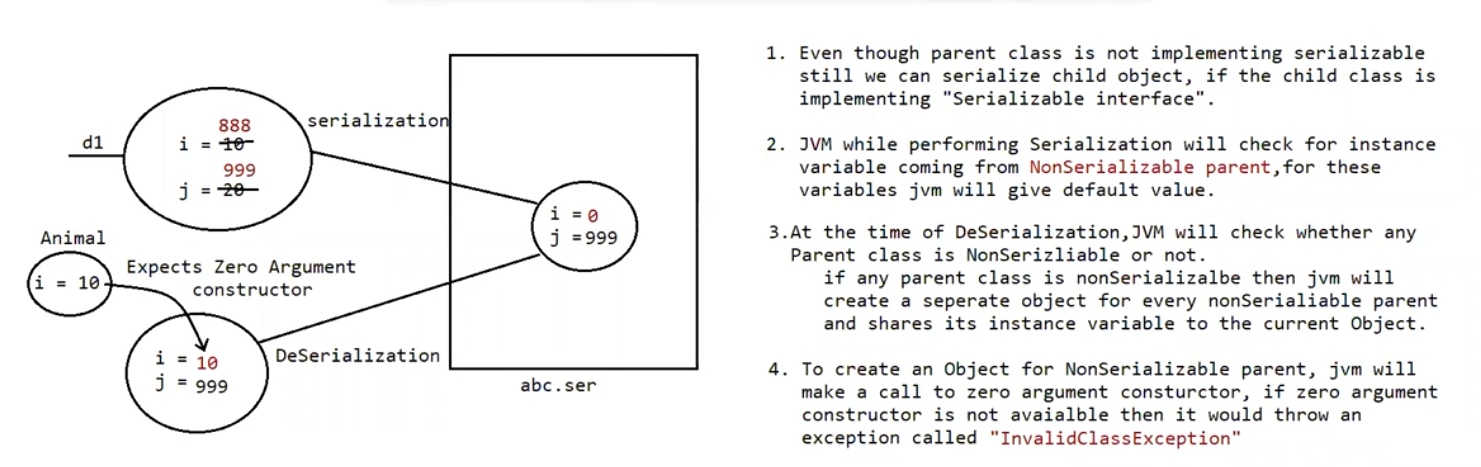 888
d1
i = 10
999
j = 20
serialization
i = 0
j =999
Animal
i = 10
Expects Zero Argument
constructor
i = 10
j = 999
DeSerialization
abc.ser
1. Even though parent class is not implementing serializable
still we can serialize child object, if the child class is
implementing "Serializable interface".
2. JVM while performing Serialization will check for instance
variable coming from NonSerializable parent,for these
variables jvm will give default value.
3.At the time of DeSerialization,JVM will check whether any
Parent class is NonSerizliable or not.
if any parent class is nonSerializalbe then jvm will
create a seperate object for every nonSerialiable parent
and shares its instance variable to the current Object.
4. To create an Object for NonSerializable parent, jvm will
make a call to zero argument consturctor, if zero argument
constructor is not avaialble then it would throw an
exception called "InvalidClassException"